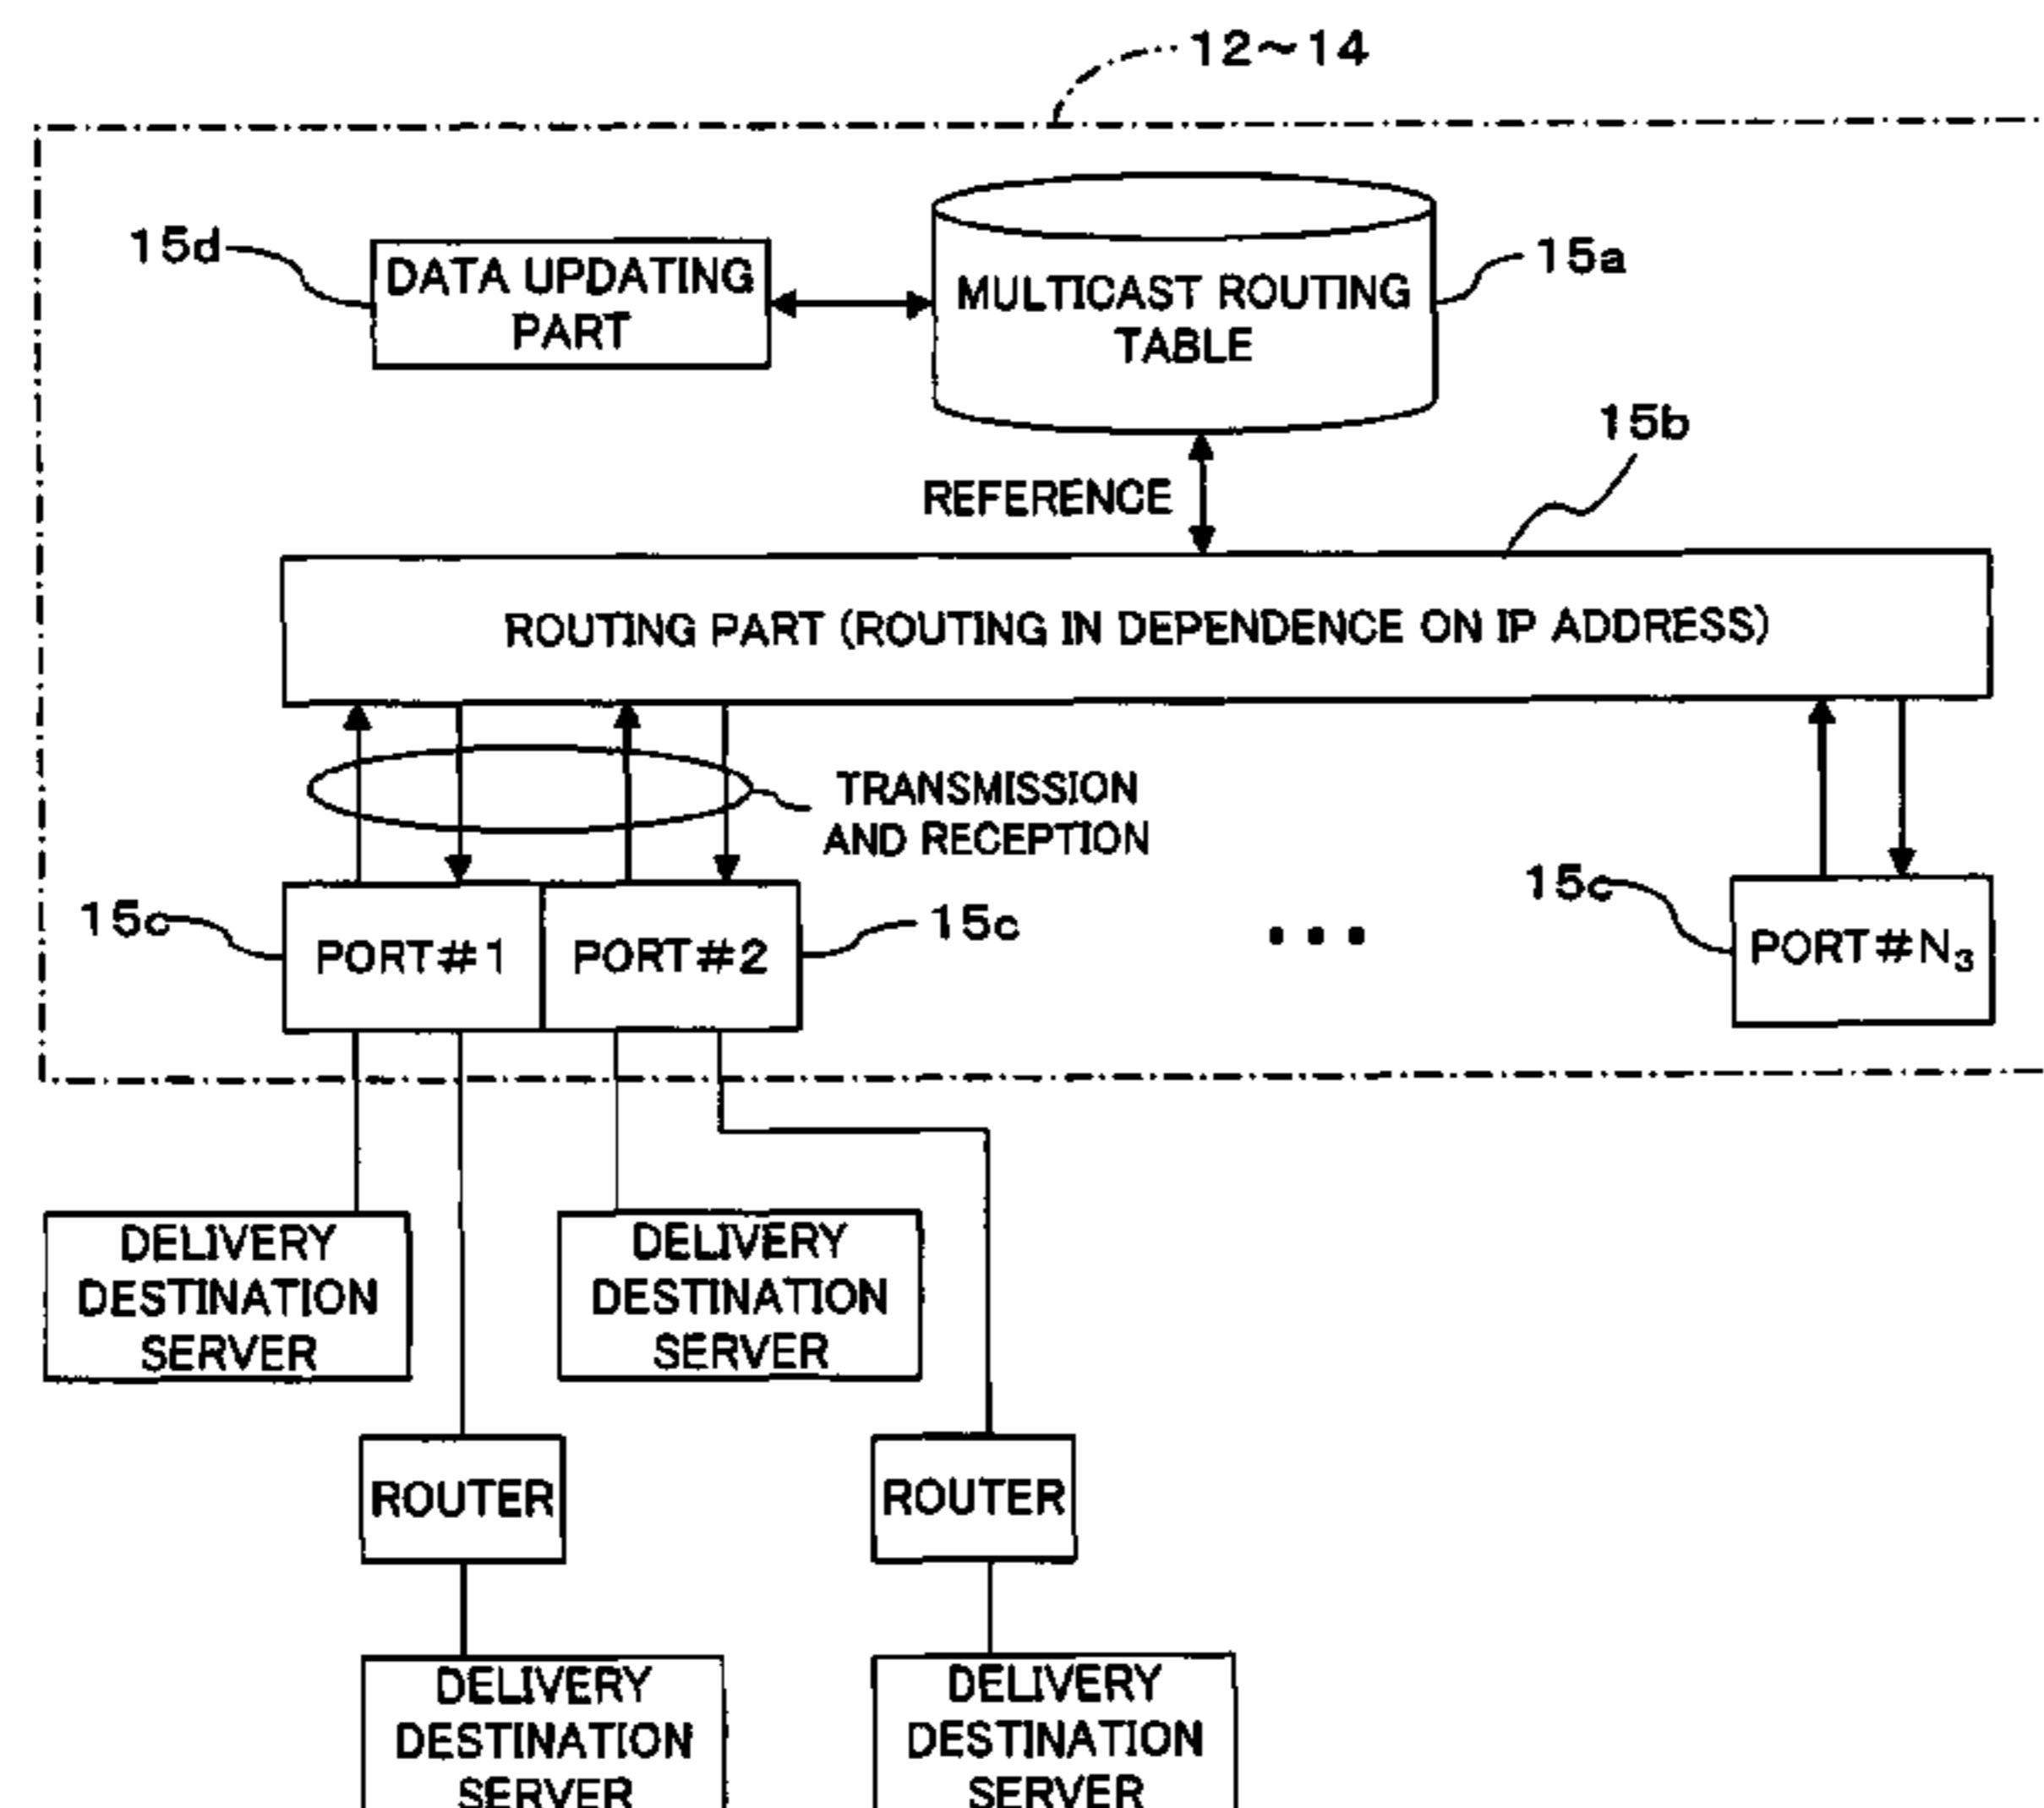 12~14
15d
DATA UPDATING
PART
MULTICAST ROUTING
TABLE
15a
15b
REFERENCE
ROUTING PART (ROUTING IN DEPENDENCE ON IP ADDRESS)
TRANSMISSION
AND RECEPTION
15c
PORT#1
PORT#2
15c
15c
PORT#N₃
DELIVERY
DESTINATION
SERVER
DELIVERY
DESTINATION
SERVER
ROUTER
ROUTER
DELIVERY
DESTINATION
SERVER
DELIVERY
DESTINATION
SERVER